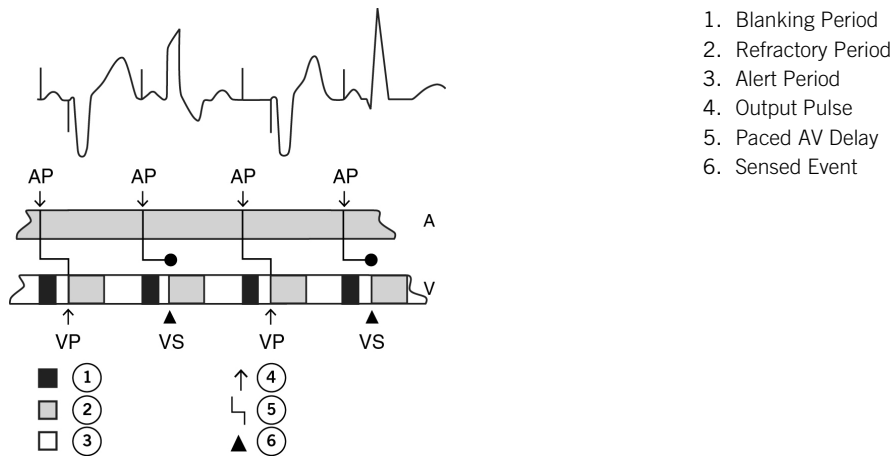 1. Blanking Period
2. Refractory Period
3. Alert Period
4. Output Pulse
5. Paced AV Delay
6. Sensed Event
AP AP AP AP
A
V
VP VS VP VS
1 4
2 5
3 6